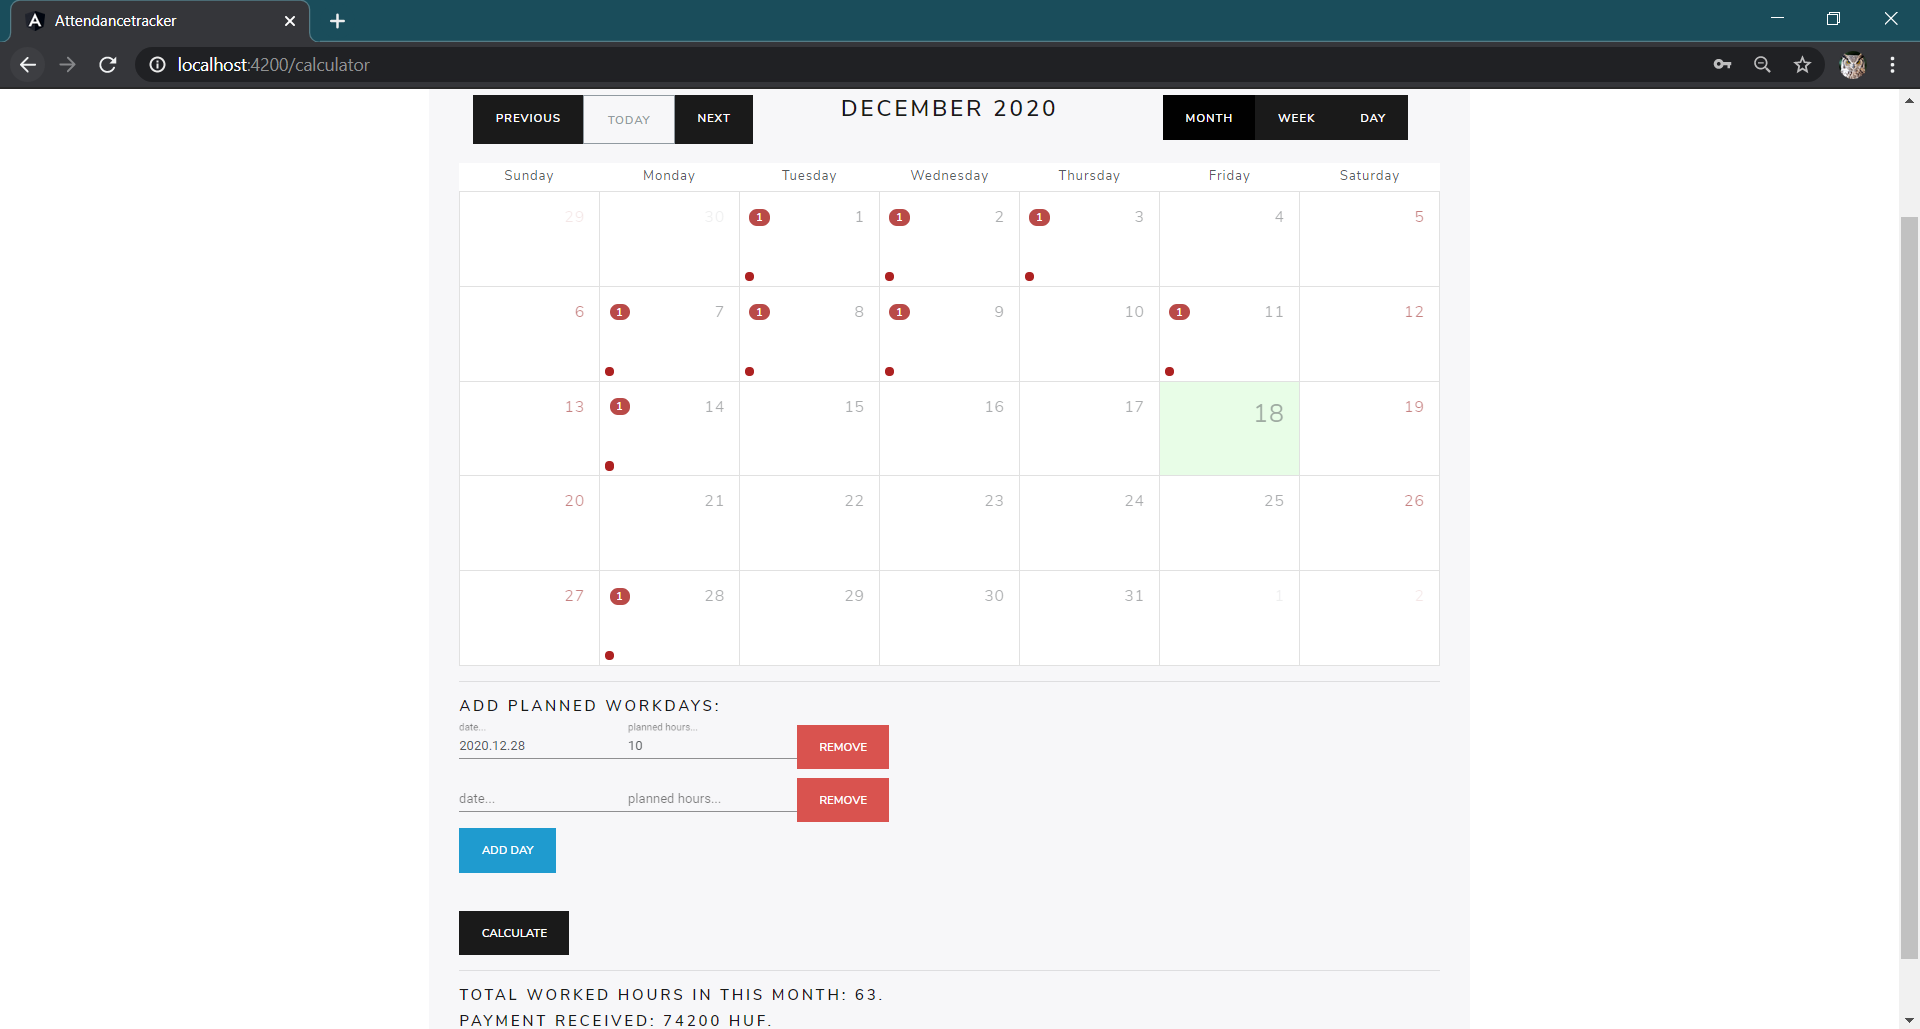 Attendancetracker
localhost:4200/calculator
PREVIOUS TODAY NEXT DECEMBER 2020 MONTH WEEK DAY
Sunday Monday Tuesday Wednesday Thursday Friday Saturday
29 30 1 1 1 2 1 3 4 5
6 1 7 1 8 1 9 10 1 11 12
13 1 14 15 16 17 18 19
20 21 22 23 24 25 26
27 1 28 29 30 31 1 2
ADD PLANNED WORKDAYS:
date... planned hours...
2020.12.28 10 REMOVE
date... planned hours... REMOVE
ADD DAY
CALCULATE
TOTAL WORKED HOURS IN THIS MONTH: 63.
PAYMENT RECEIVED: 74200 HUF.